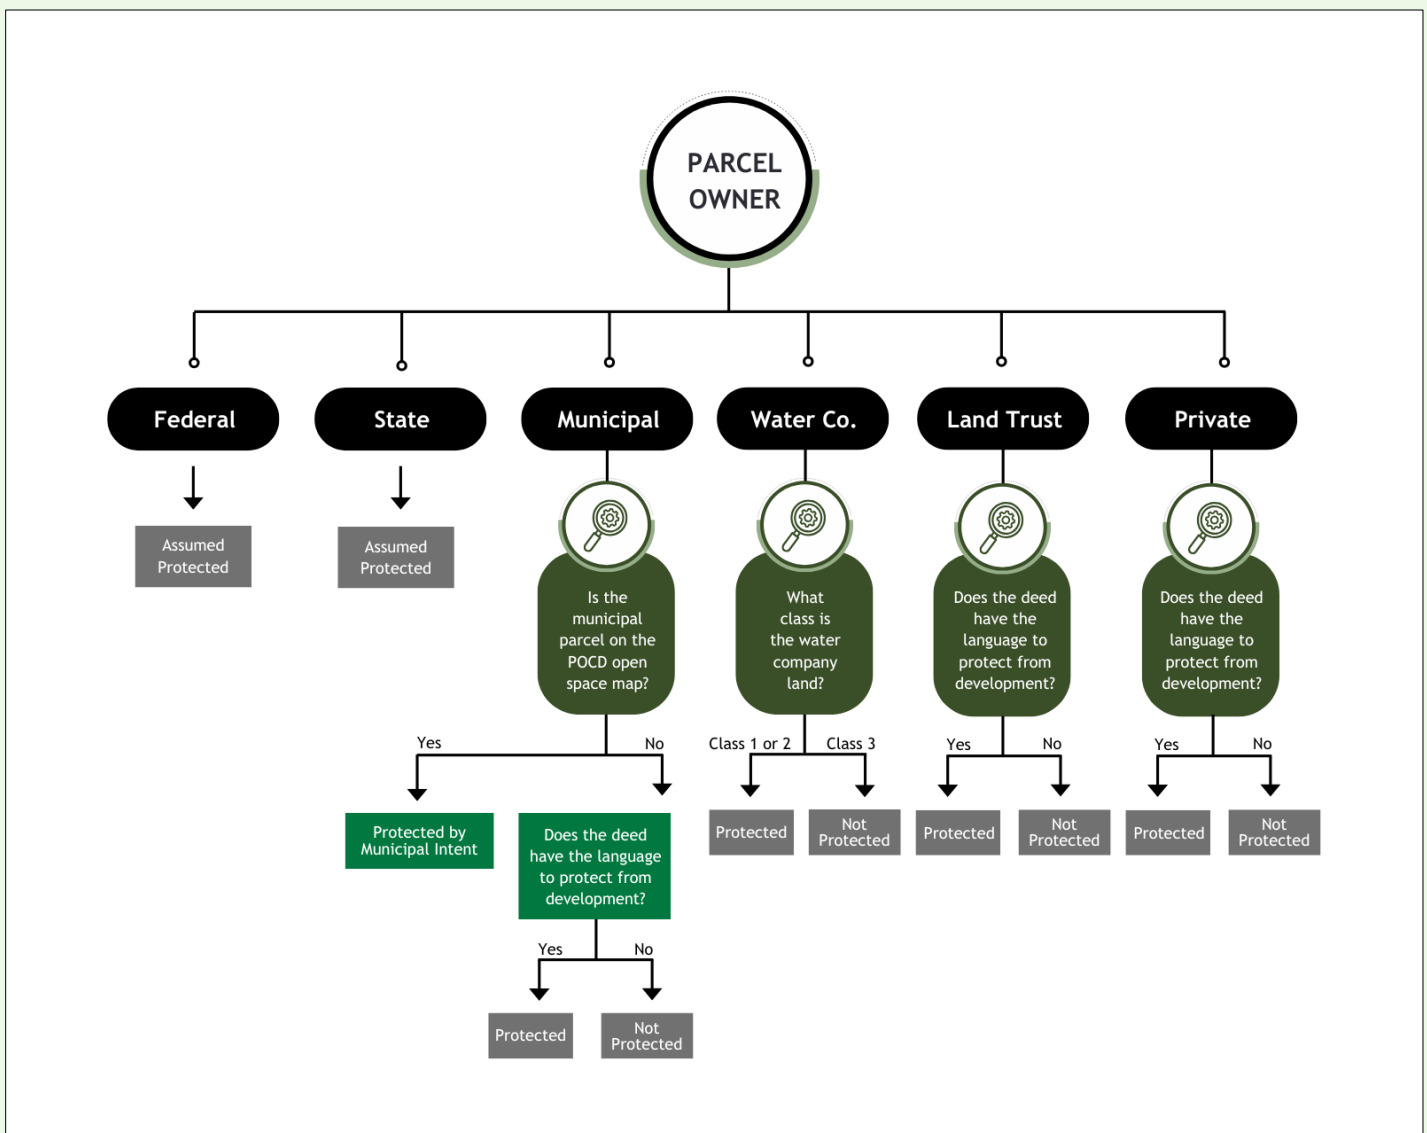 PARCEL
OWNER
Federal
State
Municipal
Water Co.
Land Trust
Private
Assumed
Protected
Assumed
Protected
Is the
municipal
parcel on the
POCD open
space map?
What
class is
the water
company
land?
Does the deed
have the
language to
protect from
development?
Does the deed
have the
language to
protect from
development?
Yes
No
Class 1 or 2
Class 3
Yes
No
Yes
No
Protected by
Municipal Intent
Does the deed
have the language
to protect from
development?
Protected
Not
Protected
Protected
Not
Protected
Protected
Not
Protected
Yes
No
Protected
Not
Protected